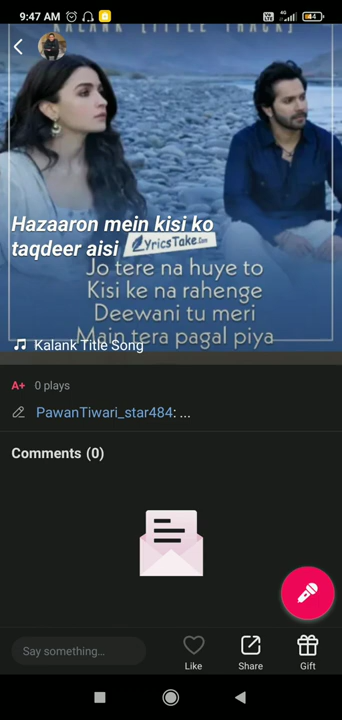 9:47 AM
4G
44
KALANK [TITLE TRACK]
Hazaaron mein kisi ko
taqdeer aisi
LyricsTake.Com
Jo tere na huye to
Kisi ke na rahenge
Deewani tu meri
Main tera pagal piya
Kalank Title Song
A+ 0 plays
PawanTiwari_star484: ...
Comments (0)
Say something...
Like
Share
Gift